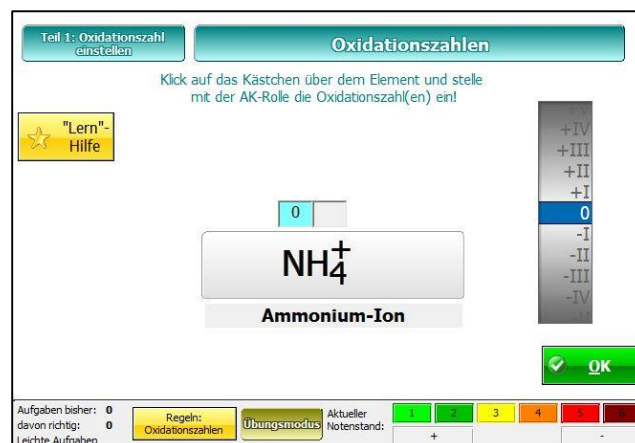 Teil 1: Oxidationszahl
einstellen
Oxidationszahlen
Klick auf das Kästchen über dem Element und stelle
mit der AK-Rolle die Oxidationszahl(en) ein!
"Lern"-
Hilfe
+IV
+III
+II
+I
0
-I
-II
-III
-IV
0
NH₄⁺
Ammonium-Ion
OK
Aufgaben bisher: 0
davon richtig: 0
Leichte Aufgaben
Regeln:
Oxidationszahlen
Übungsmodus
Aktueller
Notenstand:
1 2 3 4 5 6
+ -